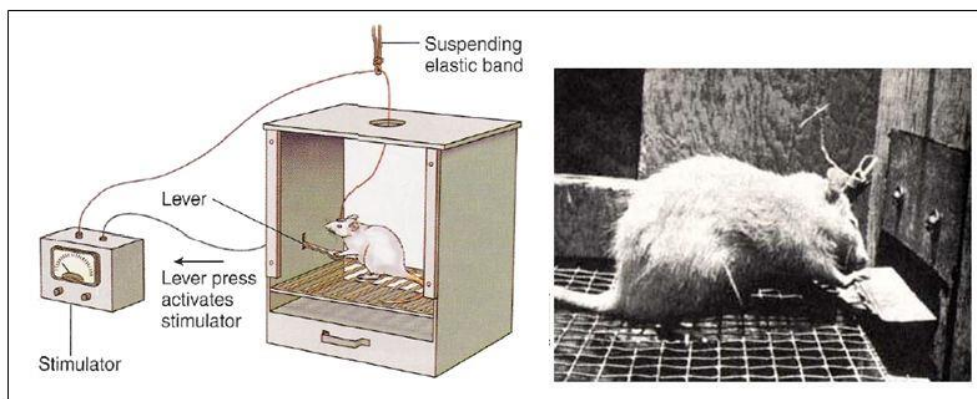 Suspending
elastic band
Lever
Lever press
activates
stimulator
Stimulator